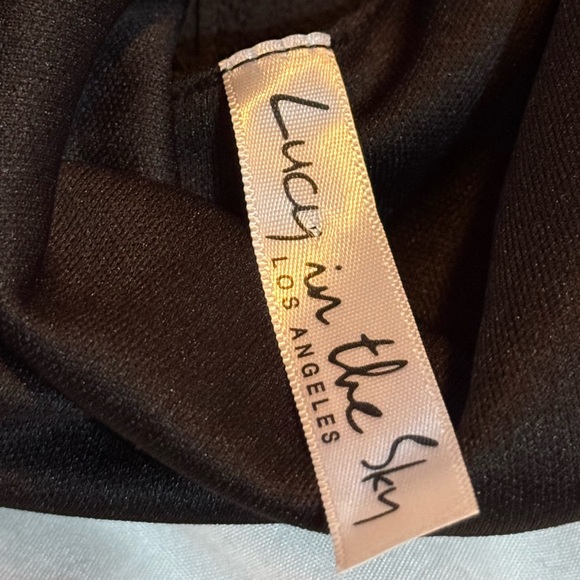 Lucy in the Sky
LOS ANGELES